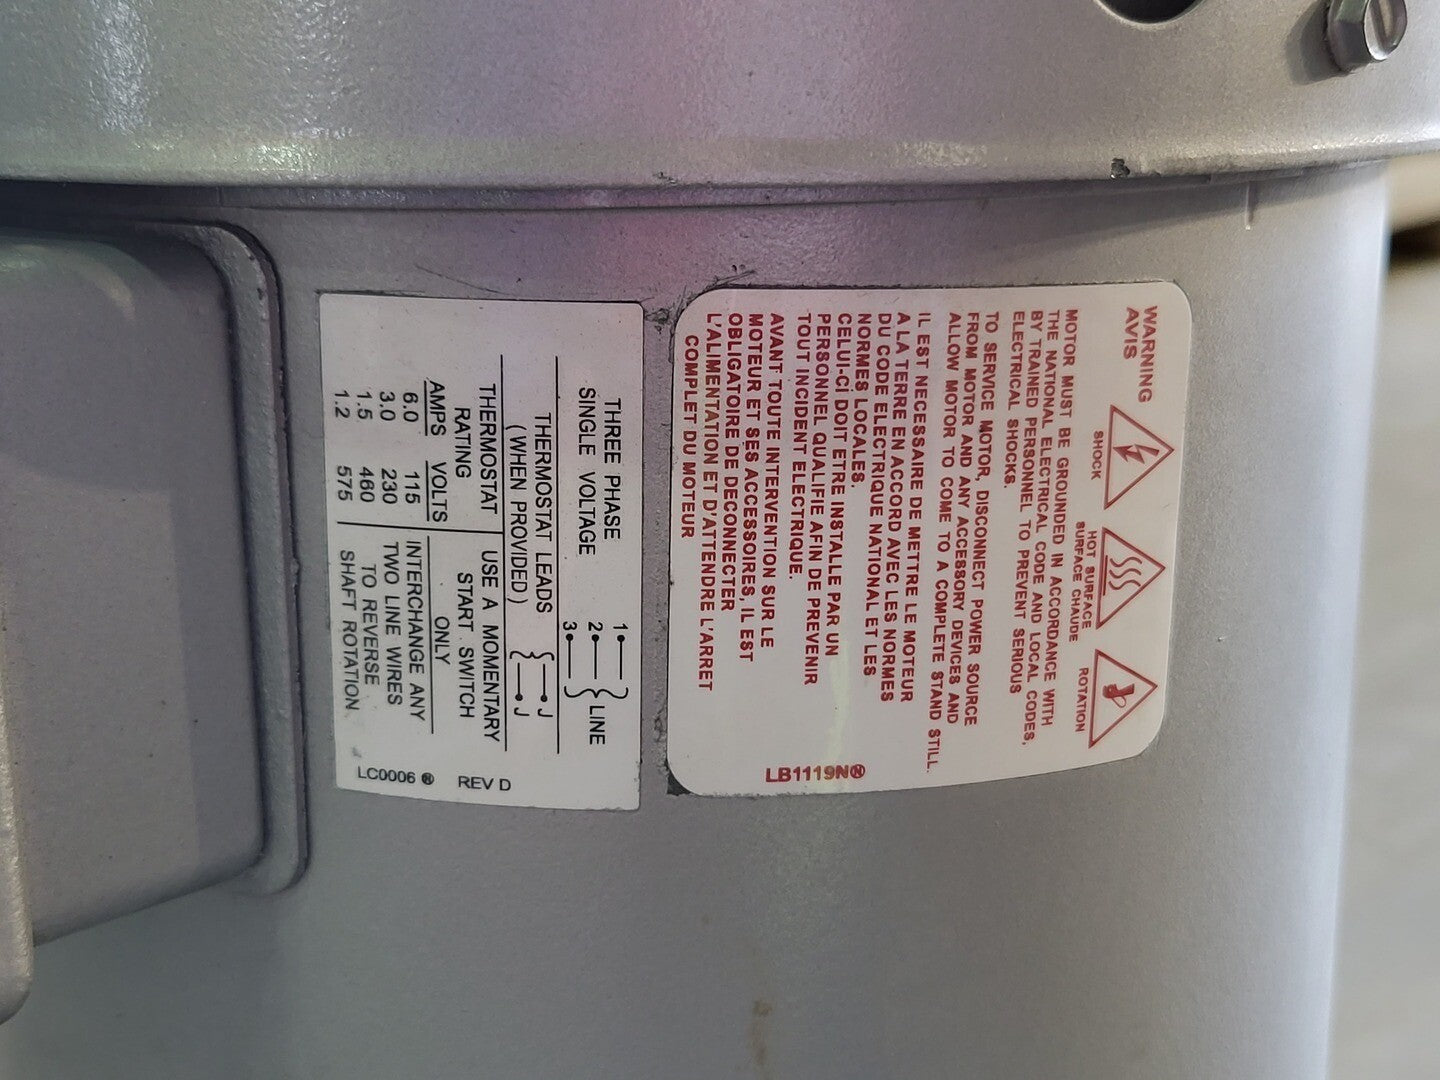 THREE PHASE
SINGLE VOLTAGE
1
2
3
LINE
THERMOSTAT LEADS
(WHEN PROVIDED)
J
J
THERMOSTAT
RATING
AMPS VOLTS
6.0 115
3.0 230
1.5 460
1.2 575
USE A MOMENTARY
START SWITCH
ONLY
INTERCHANGE ANY
TWO LINE WIRES
TO REVERSE
SHAFT ROTATION
LC0006 ® REV D
WARNING
AVIS
SHOCK
HOT SURFACE
SURFACE CHAUDE
ROTATION
MOTOR MUST BE GROUNDED IN ACCORDANCE WITH
THE NATIONAL ELECTRICAL CODE AND LOCAL CODES,
BY TRAINED PERSONNEL TO PREVENT SERIOUS
ELECTRICAL SHOCKS.
TO SERVICE MOTOR, DISCONNECT POWER SOURCE
FROM MOTOR AND ANY ACCESSORY DEVICES AND
ALLOW MOTOR TO COME TO A COMPLETE STAND STILL.
IL EST NECESSAIRE DE METTRE LE MOTEUR
A LA TERRE EN ACCORD AVEC LES NORMES
DU CODE ELECTRIQUE NATIONAL ET LES
NORMES LOCALES.
CELUI-CI DOIT ETRE INSTALLE PAR UN
PERSONNEL QUALIFIE AFIN DE PREVENIR
TOUT INCIDENT ELECTRIQUE.
AVANT TOUTE INTERVENTION SUR LE
MOTEUR ET SES ACCESSOIRES, IL EST
OBLIGATOIRE DE DECONNECTER
L'ALIMENTATION ET D'ATTENDRE L'ARRET
COMPLET DU MOTEUR
LB1119N®